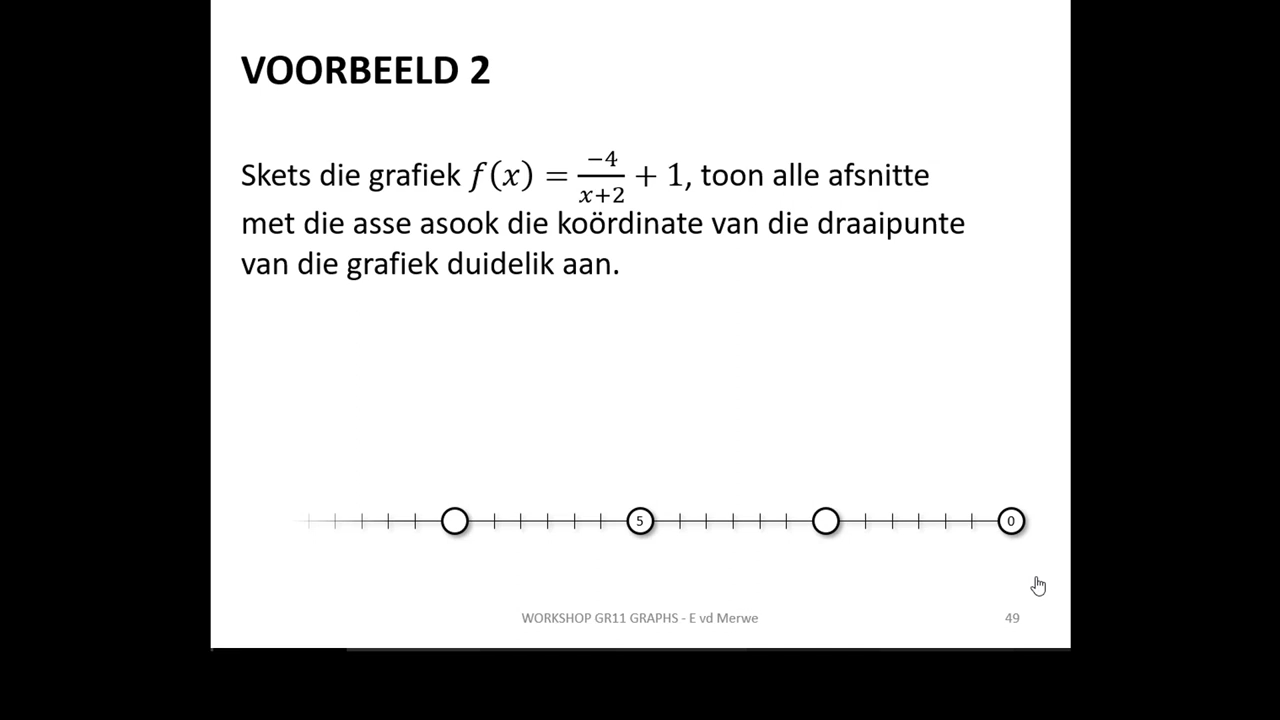 VOORBEELD 2
Skets die grafiek f(x) = \frac{-4}{x+2} + 1, toon alle afsnitte
met die asse asook die koördinate van die draaipunte
van die grafiek duidelik aan.
5 0
WORKSHOP GR11 GRAPHS - E vd Merwe 49